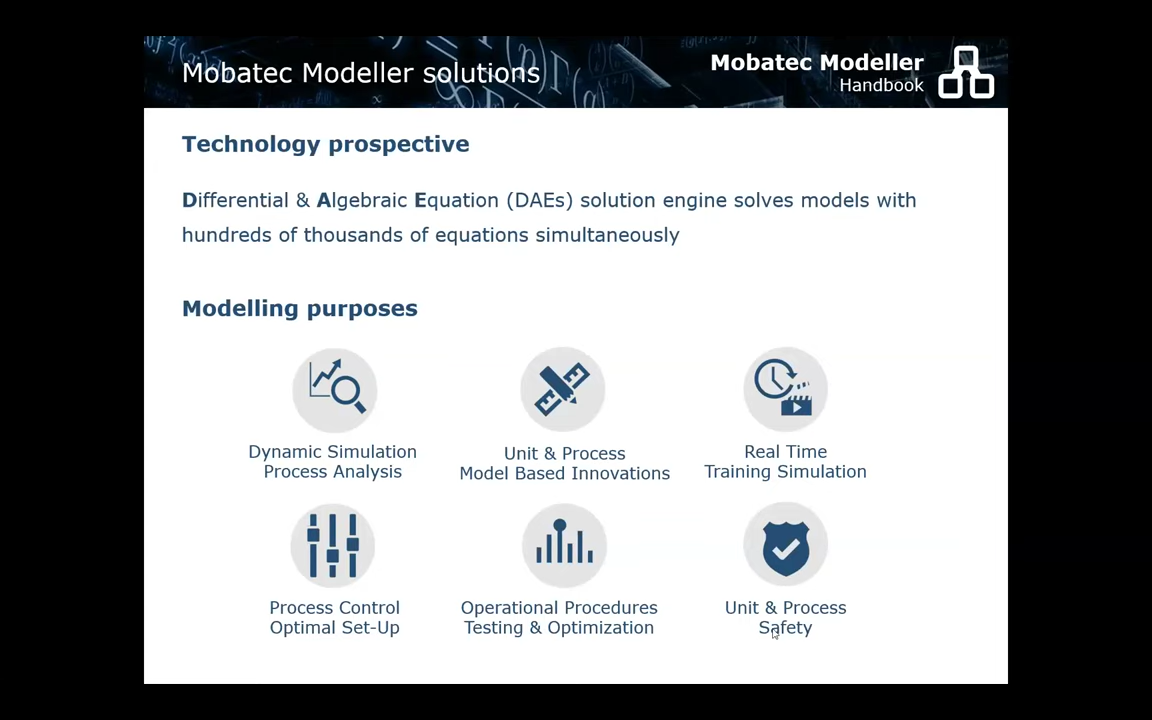 Mobatec Modeller solutions
Mobatec Modeller
Handbook
Technology prospective
Differential & Algebraic Equation (DAEs) solution engine solves models with
hundreds of thousands of equations simultaneously
Modelling purposes
Dynamic Simulation
Process Analysis
Unit & Process
Model Based Innovations
Real Time
Training Simulation
Process Control
Optimal Set-Up
Operational Procedures
Testing & Optimization
Unit & Process
Safety